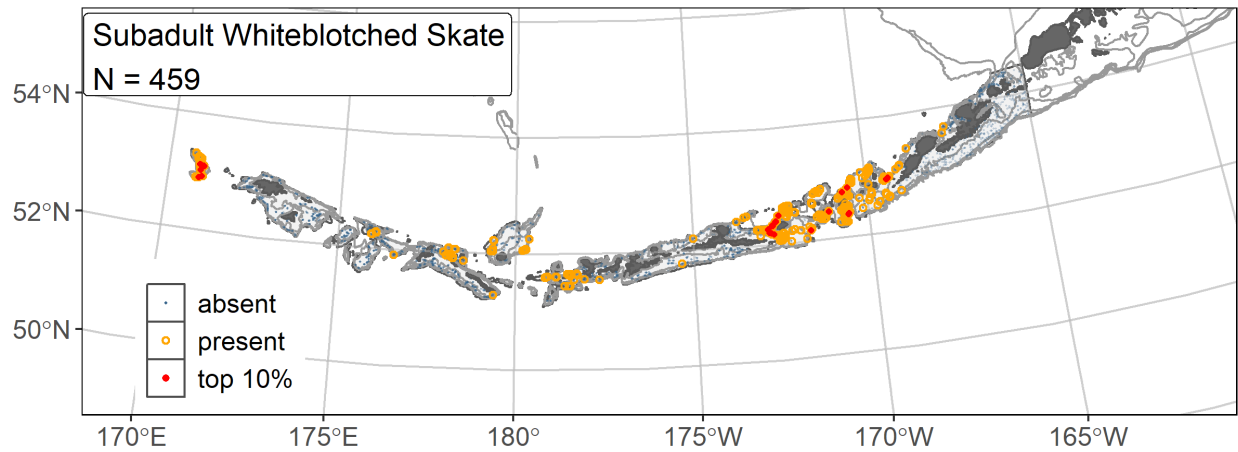 Subadult Whiteblotched Skate
N = 459
54°N
52°N
50°N
absent
present
top 10%
170°E
175°E
180°
175°W
170°W
165°W